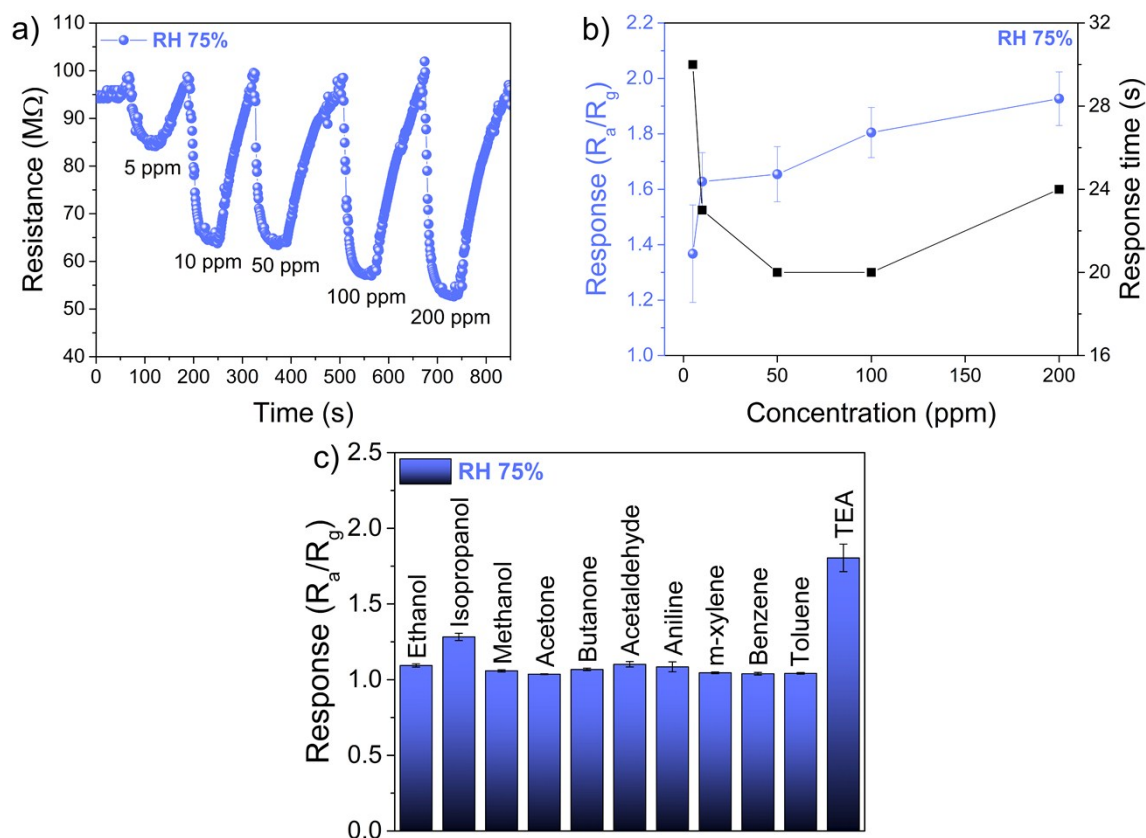 a)
RH 75%
110
100
90
80
70
60
50
40
Resistance (MΩ)
5 ppm
10 ppm
50 ppm
100 ppm
200 ppm
0 100 200 300 400 500 600 700 800
Time (s)
b)
RH 75%
2.2
2.0
1.8
1.6
1.4
1.2
1.0
Response (Ra/Rg)
32
28
24
20
16
Response time (s)
0 50 100 150 200
Concentration (ppm)
c)
RH 75%
2.5
2.0
1.5
1.0
0.5
0.0
Response (Ra/Rg)
Ethanol
Isopropanol
Methanol
Acetone
Butanone
Acetaldehyde
Aniline
m-xylene
Benzene
Toluene
TEA